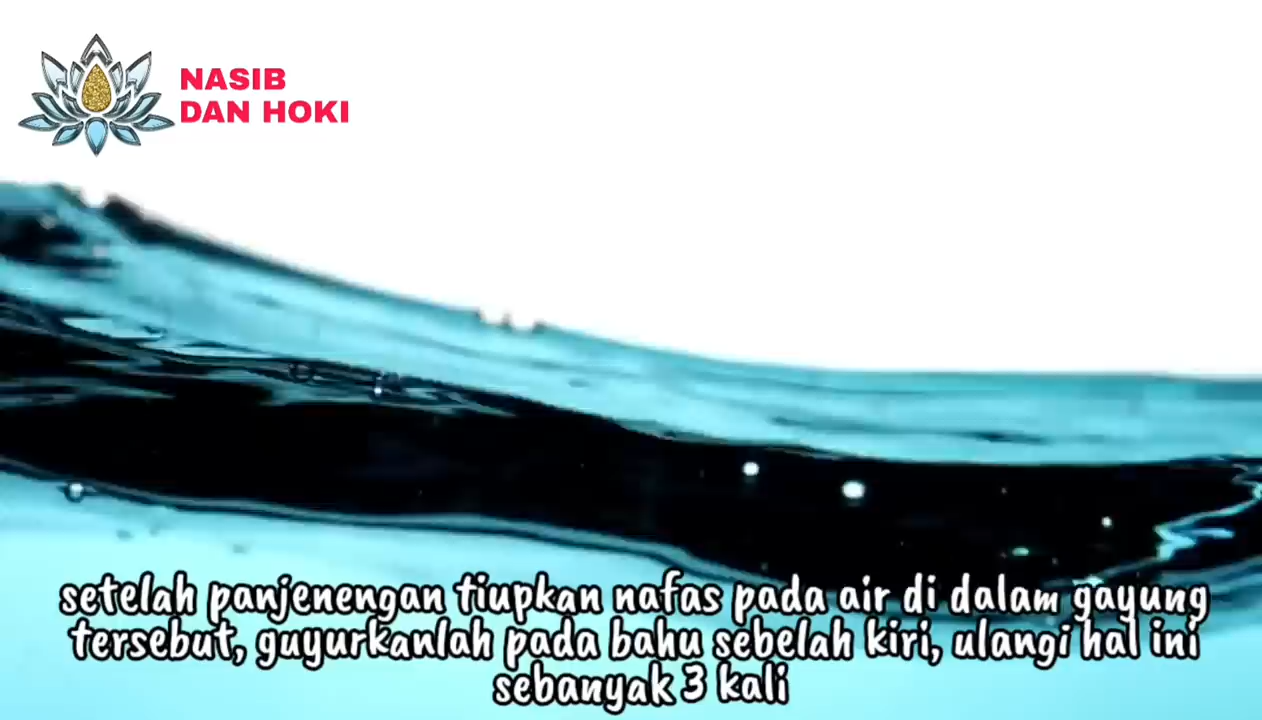 NASIB
DAN HOKI
setelah panjenengan tiupkan nafas pada air di dalam gayung
tersebut, guyurkanlah pada bahu sebelah kiri, ulangi hal ini
sebanyak 3 kali